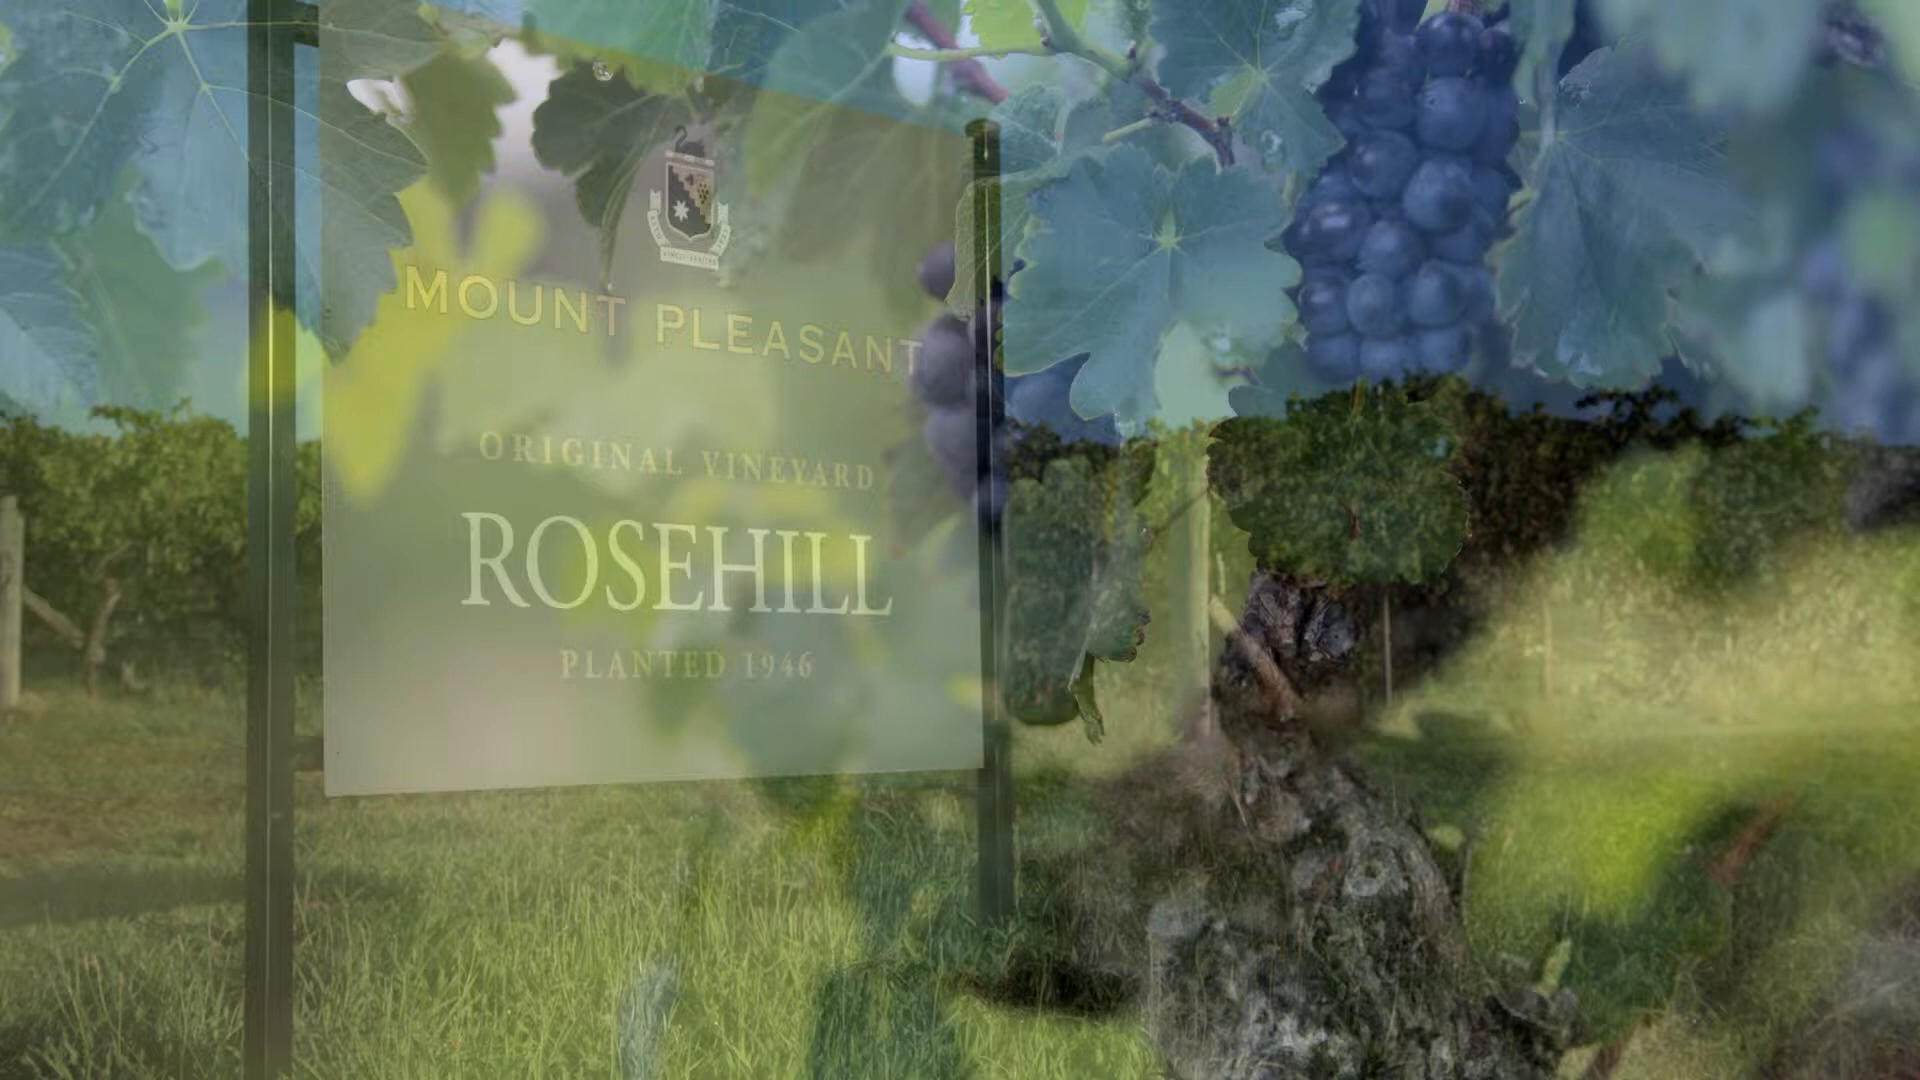 MOUNT PLEASANT
ORIGINAL VINEYARD
ROSEHILL
PLANTED 1946